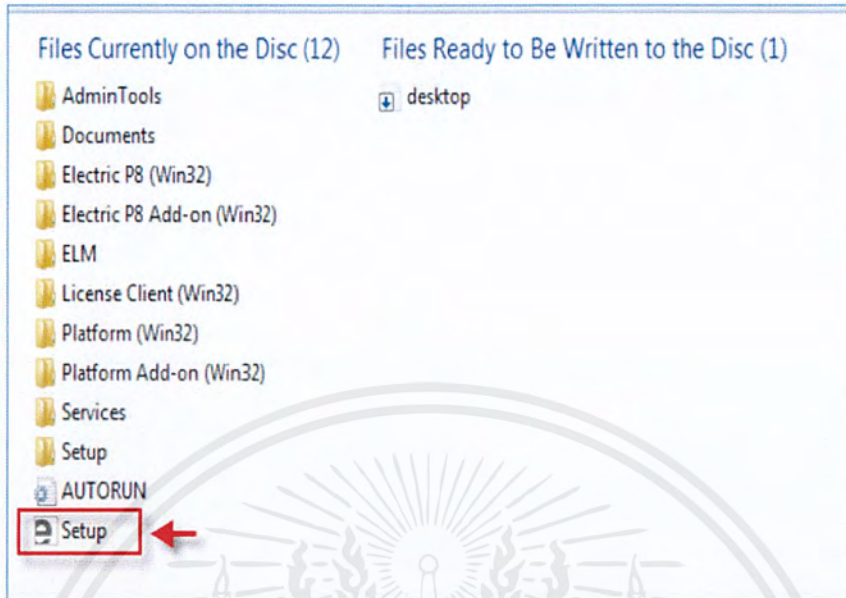 Files Currently on the Disc (12)
Files Ready to Be Written to the Disc (1)
AdminTools
desktop
Documents
Electric P8 (Win32)
Electric P8 Add-on (Win32)
ELM
License Client (Win32)
Platform (Win32)
Platform Add-on (Win32)
Services
Setup
AUTORUN
Setup